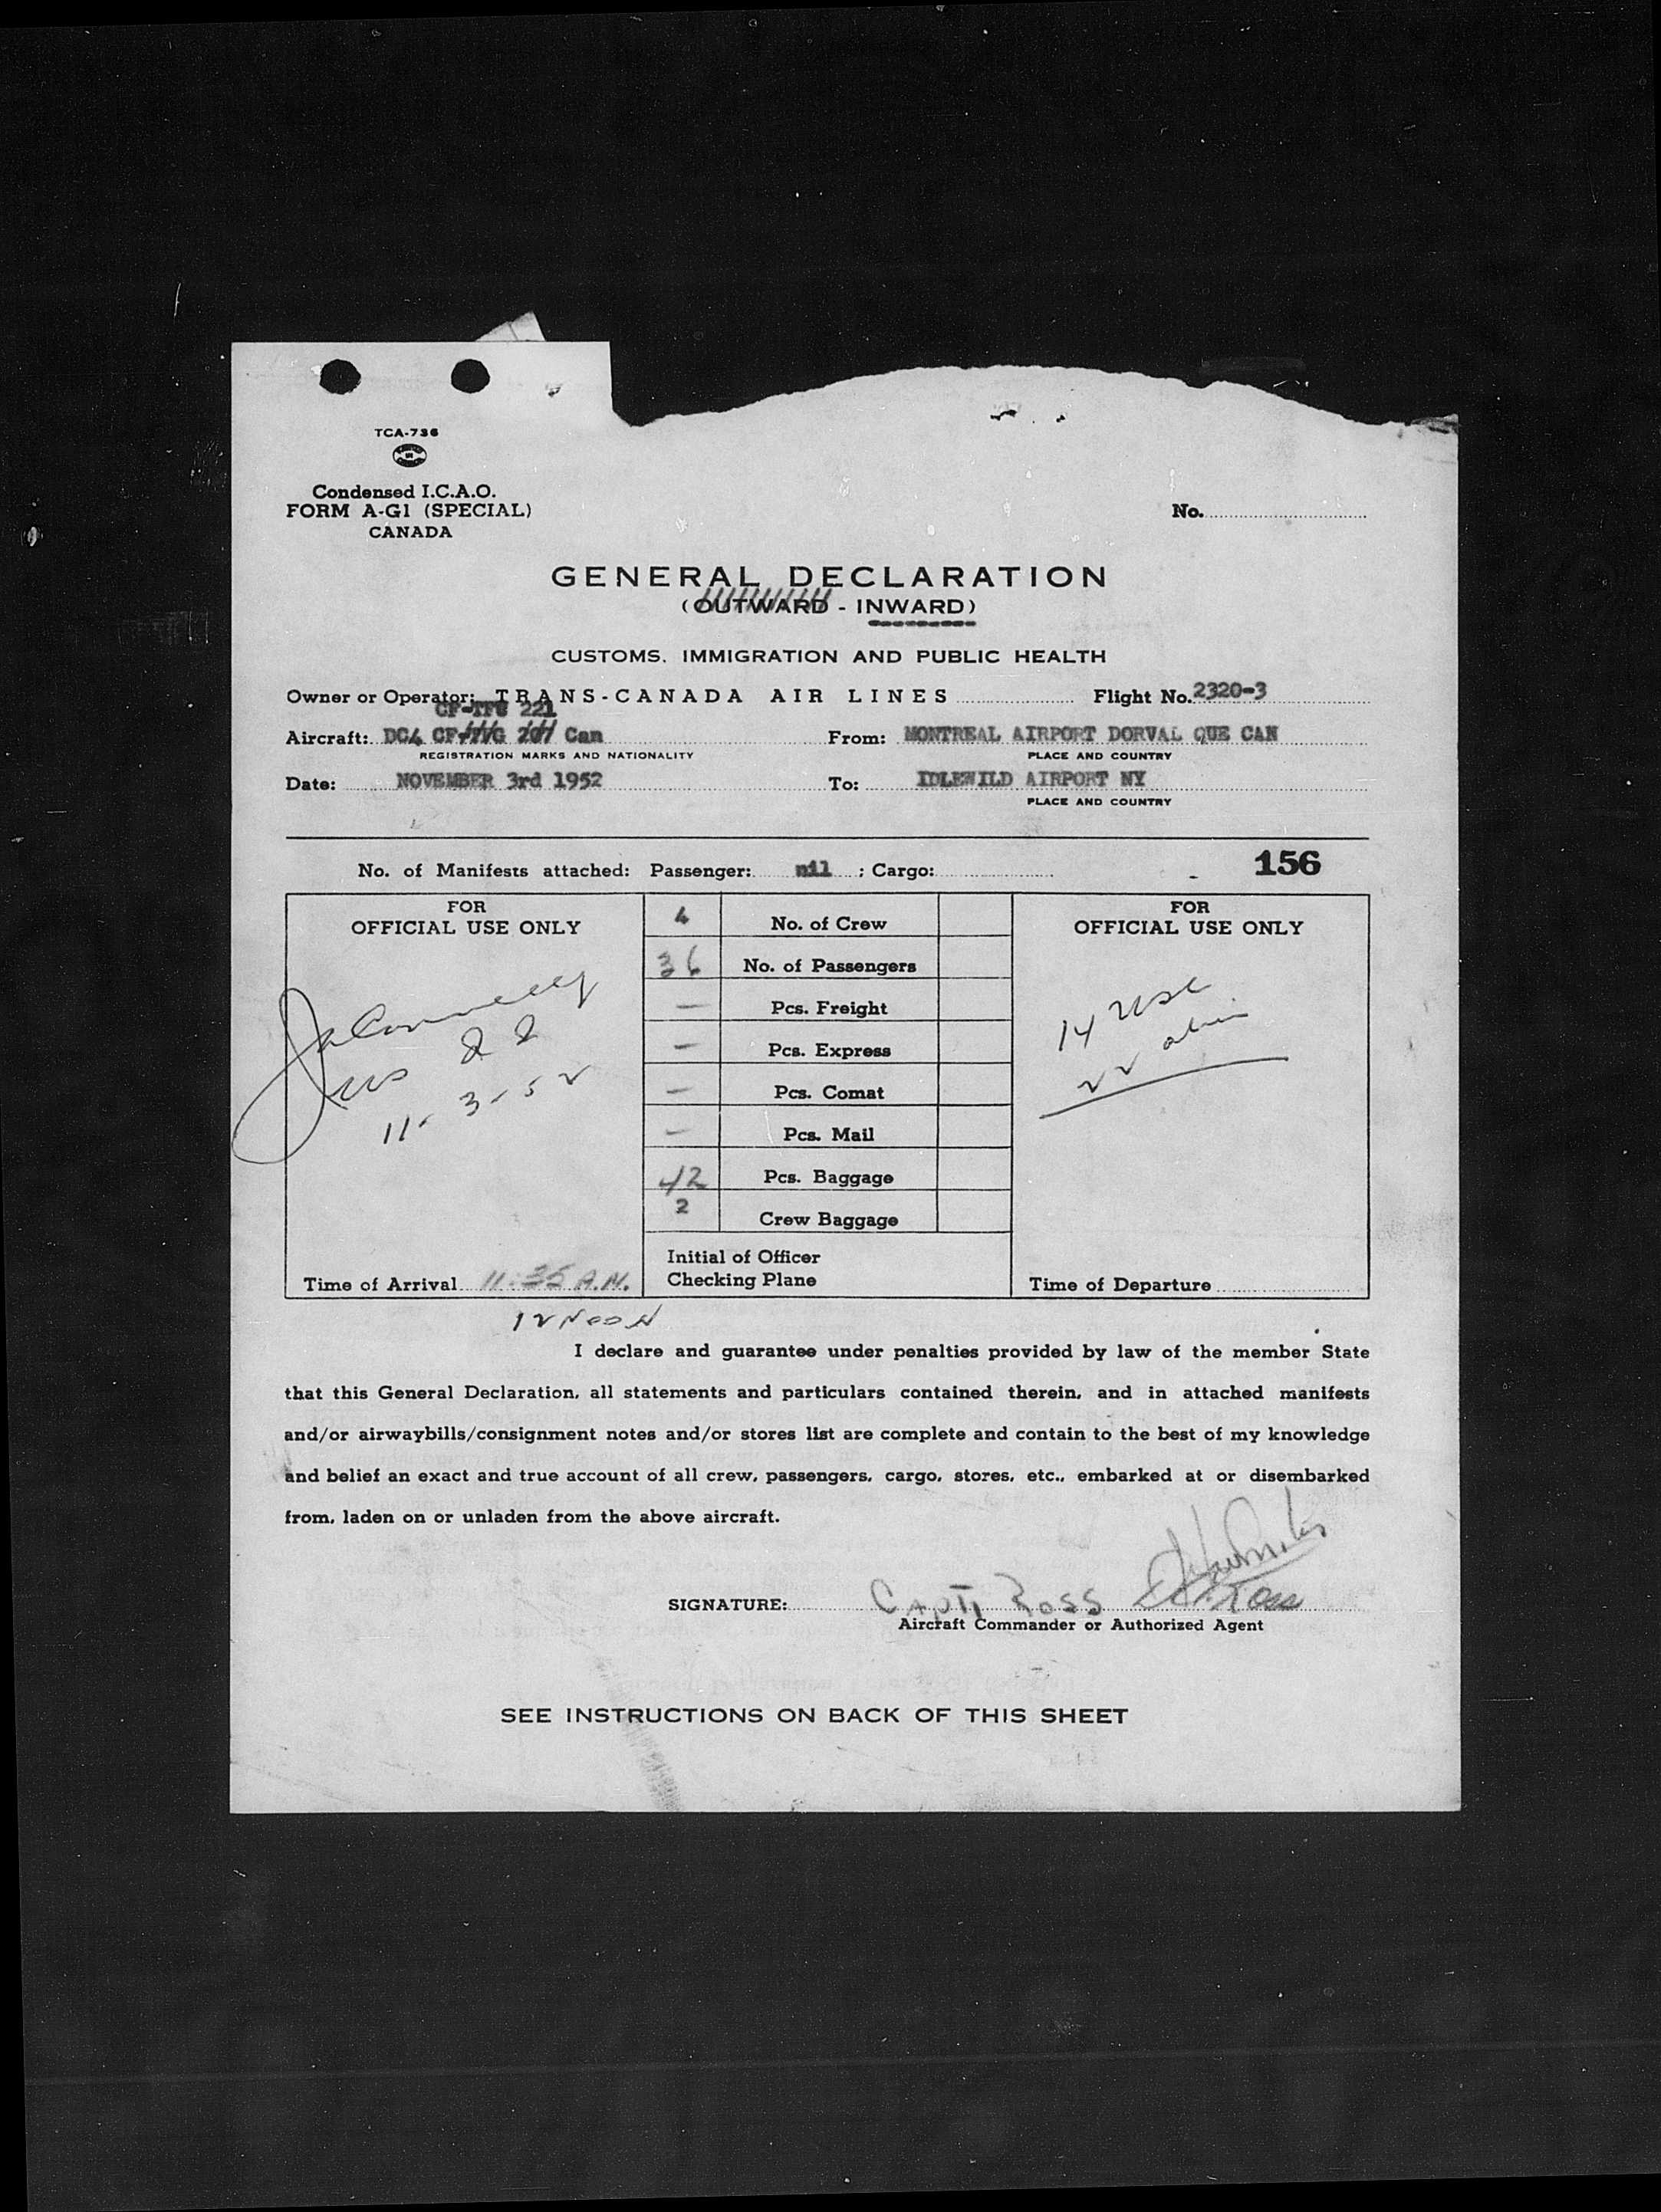 TCA-736
Condensed I.C.A.O.
FORM A-G1 (SPECIAL)
CANADA
No.
GENERAL DECLARATION
(OUTWARD - INWARD)
CUSTOMS, IMMIGRATION AND PUBLIC HEALTH
Owner or Operator: TRANS-CANADA AIR LINES Flight No. 2320-3
221
Aircraft: DC4 Can From: MONTREAL AIRPORT DORVAL QUE CAN
REGISTRATION MARKS AND NATIONALITY PLACE AND COUNTRY
Date: NOVEMBER 3rd 1952 To: IDLEWILD AIRPORT NY
PLACE AND COUNTRY
No. of Manifests attached: Passenger: nil ; Cargo: 156
FOR
OFFICIAL USE ONLY
11-3-52
Time of Arrival 11:35 A.M.
12 NOON
4 No. of Crew
36 No. of Passengers
— Pcs. Freight
— Pcs. Express
— Pcs. Comat
— Pcs. Mail
42 Pcs. Baggage
2 Crew Baggage
Initial of Officer
Checking Plane
FOR
OFFICIAL USE ONLY
14 USC
22 alien
Time of Departure
I declare and guarantee under penalties provided by law of the member State
that this General Declaration, all statements and particulars contained therein, and in attached manifests
and/or airwaybills/consignment notes and/or stores list are complete and contain to the best of my knowledge
and belief an exact and true account of all crew, passengers, cargo, stores, etc., embarked at or disembarked
from, laden on or unladen from the above aircraft.
SIGNATURE: Capt. Ross
Aircraft Commander or Authorized Agent
SEE INSTRUCTIONS ON BACK OF THIS SHEET